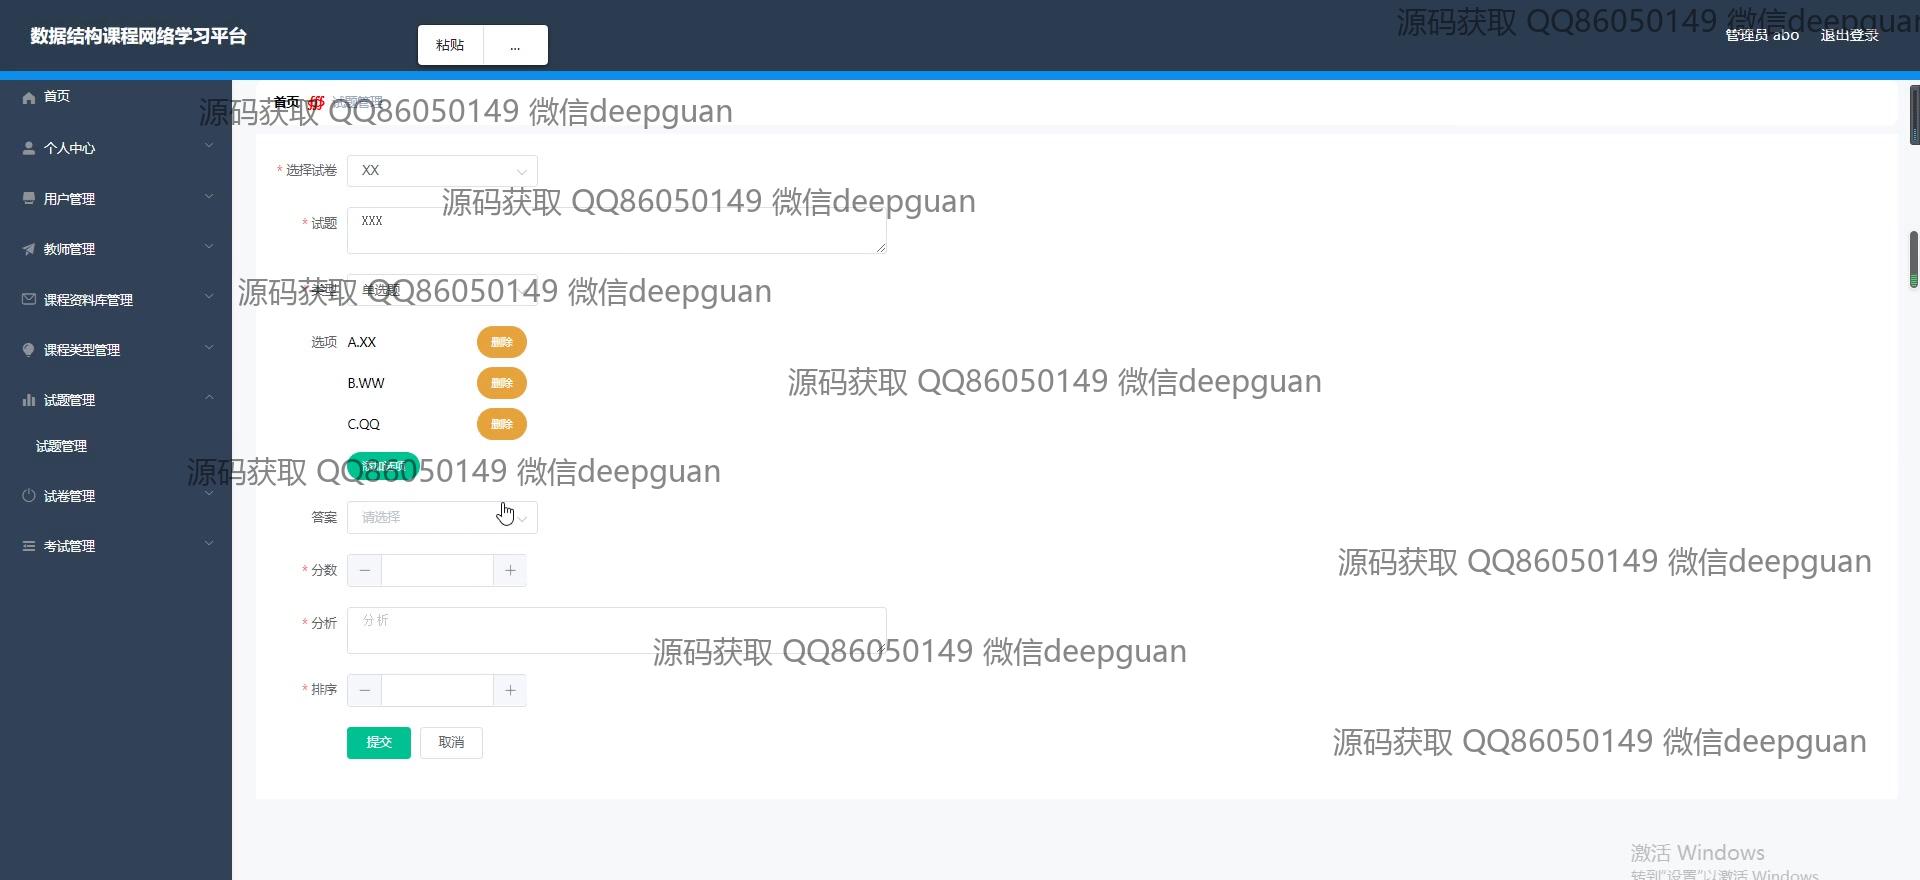 数据结构课程网络学习平台
粘贴
...
源码获取 QQ86050149 微信deepguan
管理员 abo
退出登录
首页
个人中心
用户管理
教师管理
课程资料库管理
课程类型管理
试题管理
试题管理
试卷管理
考试管理
首页 试题管理
源码获取 QQ86050149 微信deepguan
* 选择试卷 XX
源码获取 QQ86050149 微信deepguan
* 试题 XXX
* 类型 单选题
源码获取 QQ86050149 微信deepguan
选项 A.XX 删除
B.WW 删除
源码获取 QQ86050149 微信deepguan
C.QQ 删除
添加选项
源码获取 QQ86050149 微信deepguan
答案 请选择
源码获取 QQ86050149 微信deepguan
* 分数 － ＋
* 分析 分析
源码获取 QQ86050149 微信deepguan
* 排序 － ＋
提交 取消
源码获取 QQ86050149 微信deepguan
激活 Windows
转到"设置"以激活 Windows